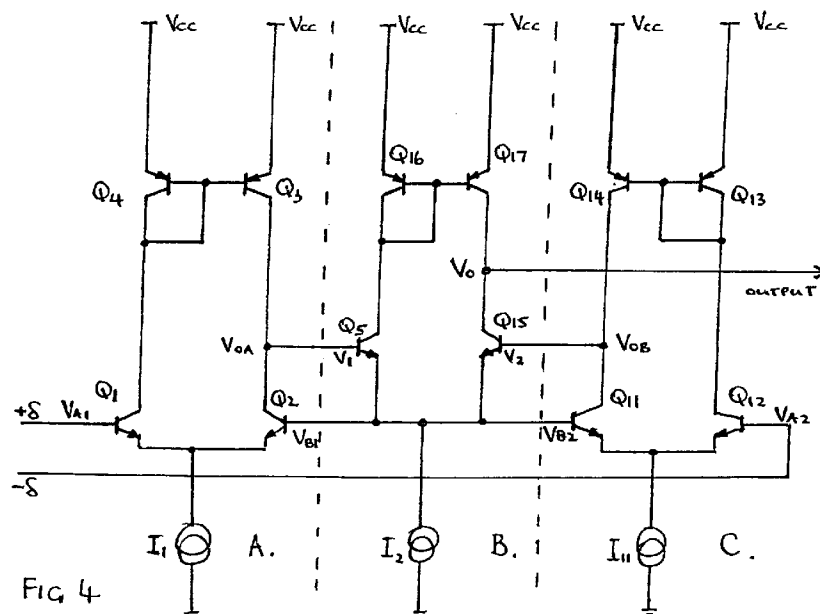 Vcc Vcc Vcc Vcc Vcc Vcc
Q16 Q17
Q4 Q3 Q14 Q13
Vo
OUTPUT
Q5 Q15
VOA V1 V2 VOB
Q1 Q2 Q11 Q12
+δ VA1 VB1 VB2 VA2
-δ
I1 A. I2 B. I11 C.
FIG 4